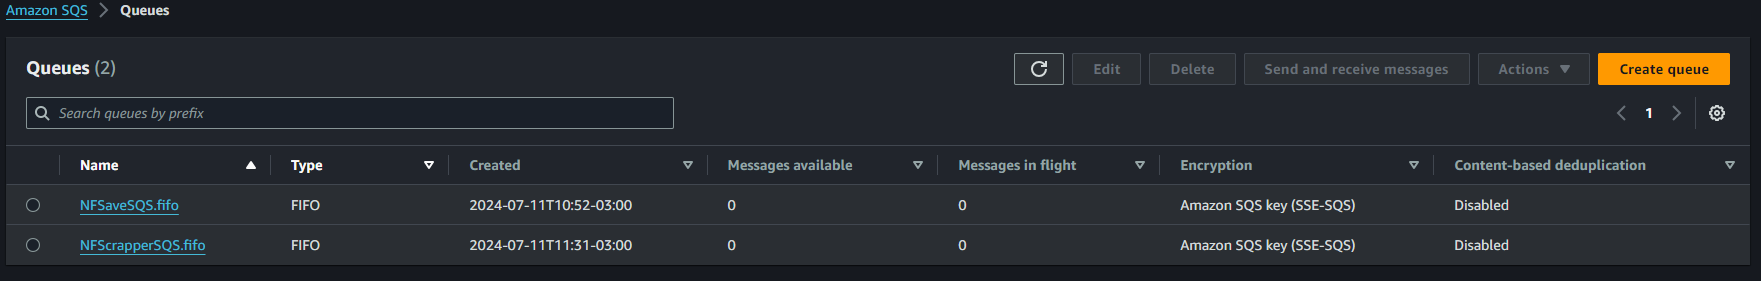 Amazon SQS > Queues
Queues (2)
Edit Delete Send and receive messages Actions Create queue
Search queues by prefix
1
Name Type Created Messages available Messages in flight Encryption Content-based deduplication
NFSaveSQS.fifo FIFO 2024-07-11T10:52-03:00 0 0 Amazon SQS key (SSE-SQS) Disabled
NFScrapperSQS.fifo FIFO 2024-07-11T11:31-03:00 0 0 Amazon SQS key (SSE-SQS) Disabled